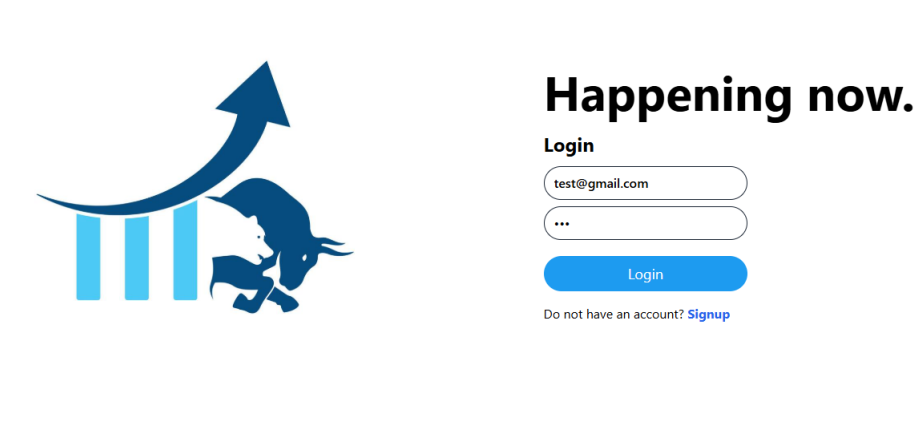 Happening now.
Login
test@gmail.com
•••
Login
Do not have an account? Signup